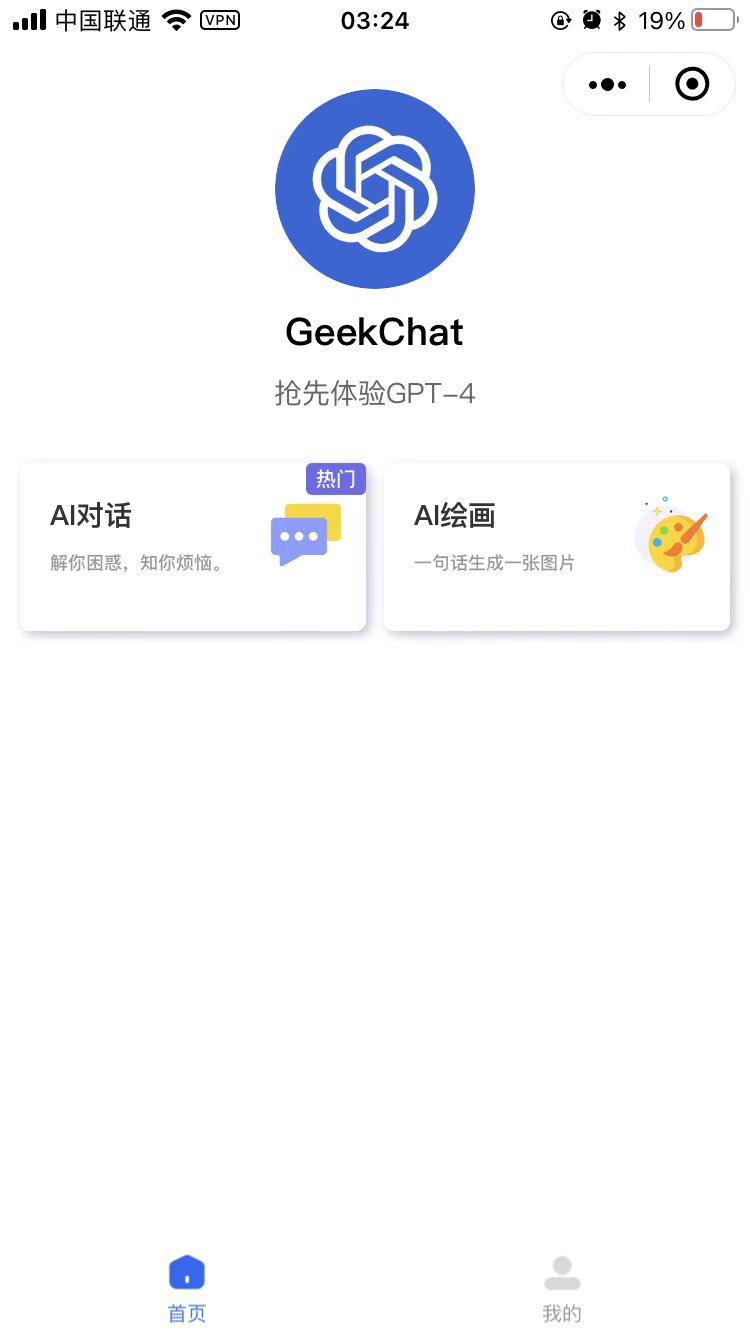 中国联通 VPN 03:24 19%
GeekChat
抢先体验GPT-4
热门
AI对话
解你困惑，知你烦恼。
AI绘画
一句话生成一张图片
首页
我的